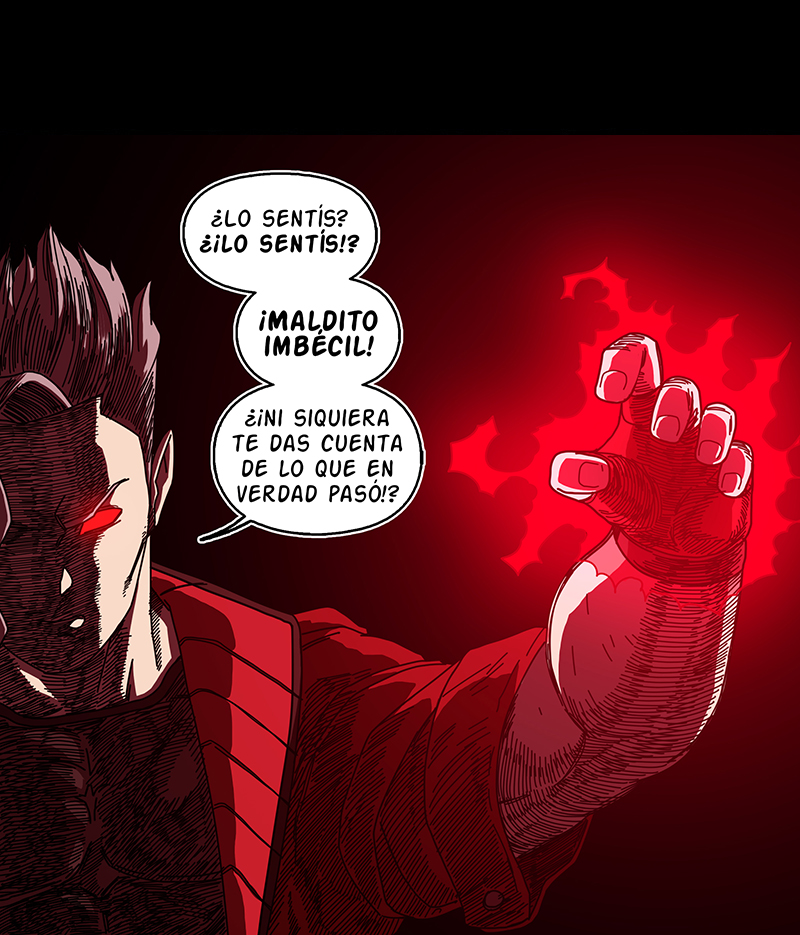 ¿LO SENTÍS?
¿¡LO SENTÍS!?
¡MALDITO
IMBÉCIL!
¿¡NI SIQUIERA
TE DAS CUENTA
DE LO QUE EN
VERDAD PASÓ!?